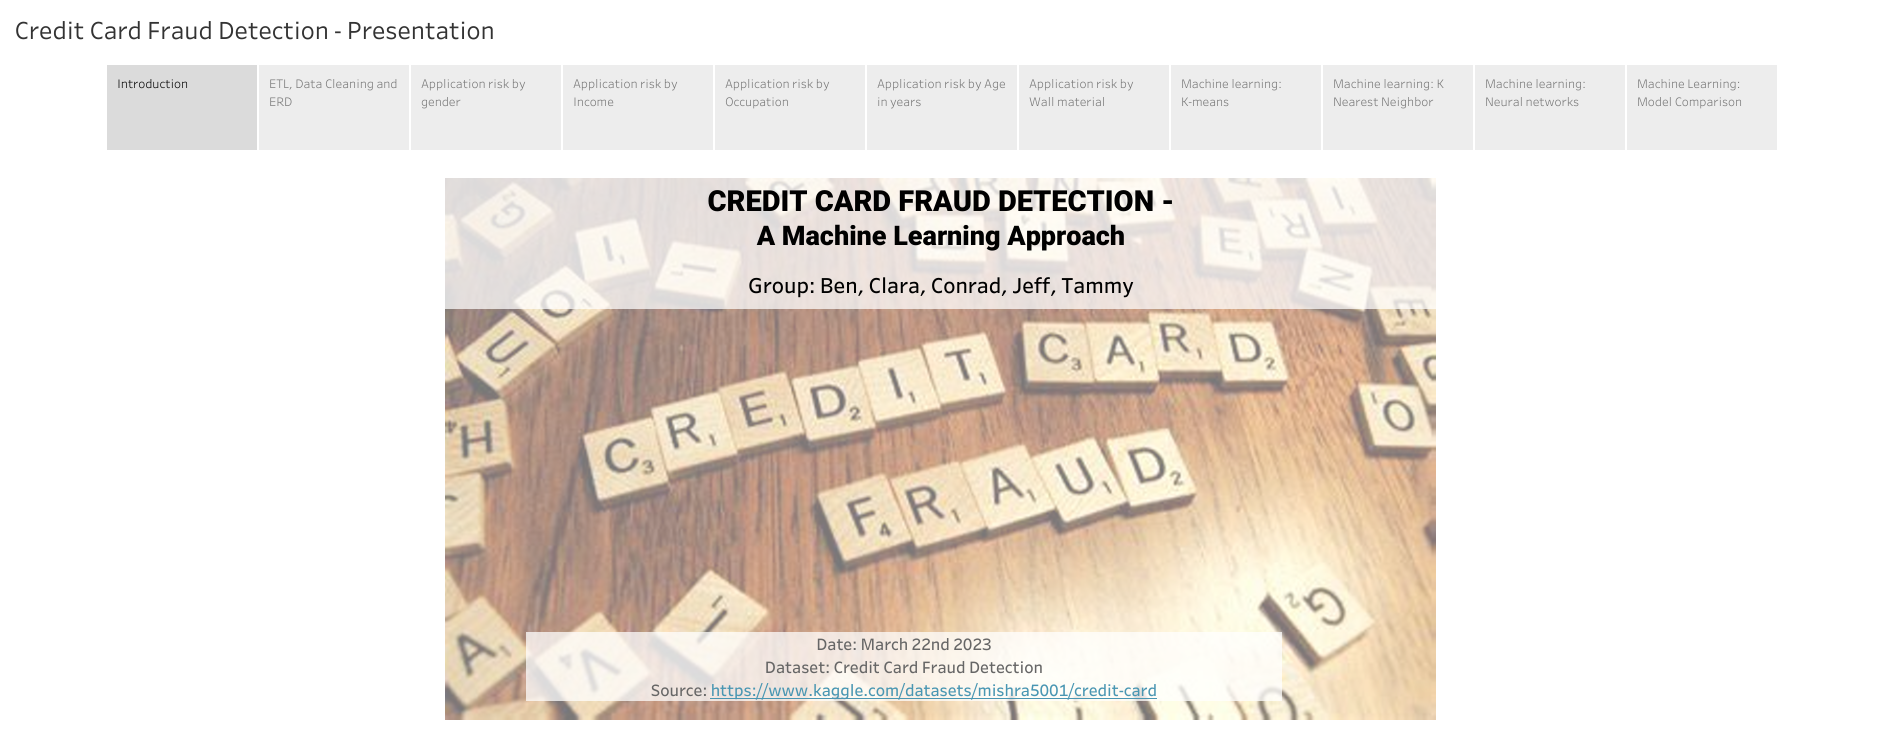 Credit Card Fraud Detection - Presentation
Introduction
ETL, Data Cleaning and
ERD
Application risk by
gender
Application risk by
Income
Application risk by
Occupation
Application risk by Age
in years
Application risk by
Wall material
Machine learning:
K-means
Machine learning: K
Nearest Neighbor
Machine learning:
Neural networks
Machine Learning:
Model Comparison
CREDIT CARD FRAUD DETECTION -
A Machine Learning Approach
Group: Ben, Clara, Conrad, Jeff, Tammy
CREDIT CARD
FRAUD
Date: March 22nd 2023
Dataset: Credit Card Fraud Detection
Source: https://www.kaggle.com/datasets/mishra5001/credit-card